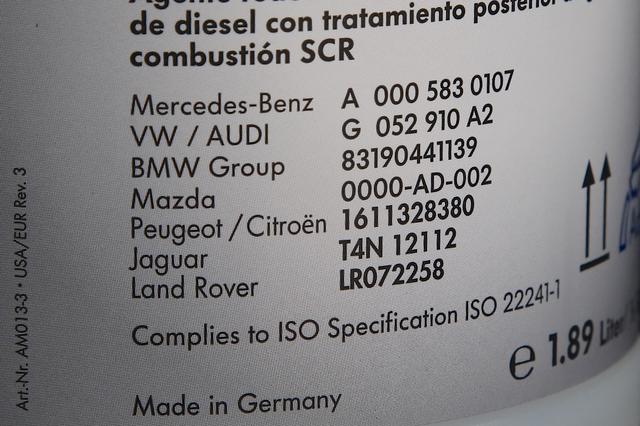 de diesel con tratamiento posterior
combustión SCR
Mercedes-Benz A 000 583 0107
VW / AUDI G 052 910 A2
BMW Group 83190441139
Mazda 0000-AD-002
Peugeot / Citroën 1611328380
Jaguar T4N 12112
Land Rover LR072258
Complies to ISO Specification ISO 22241-1
e 1.89 Liter
Made in Germany
Art.-Nr. AM013-3 • USA/EUR Rev. 3